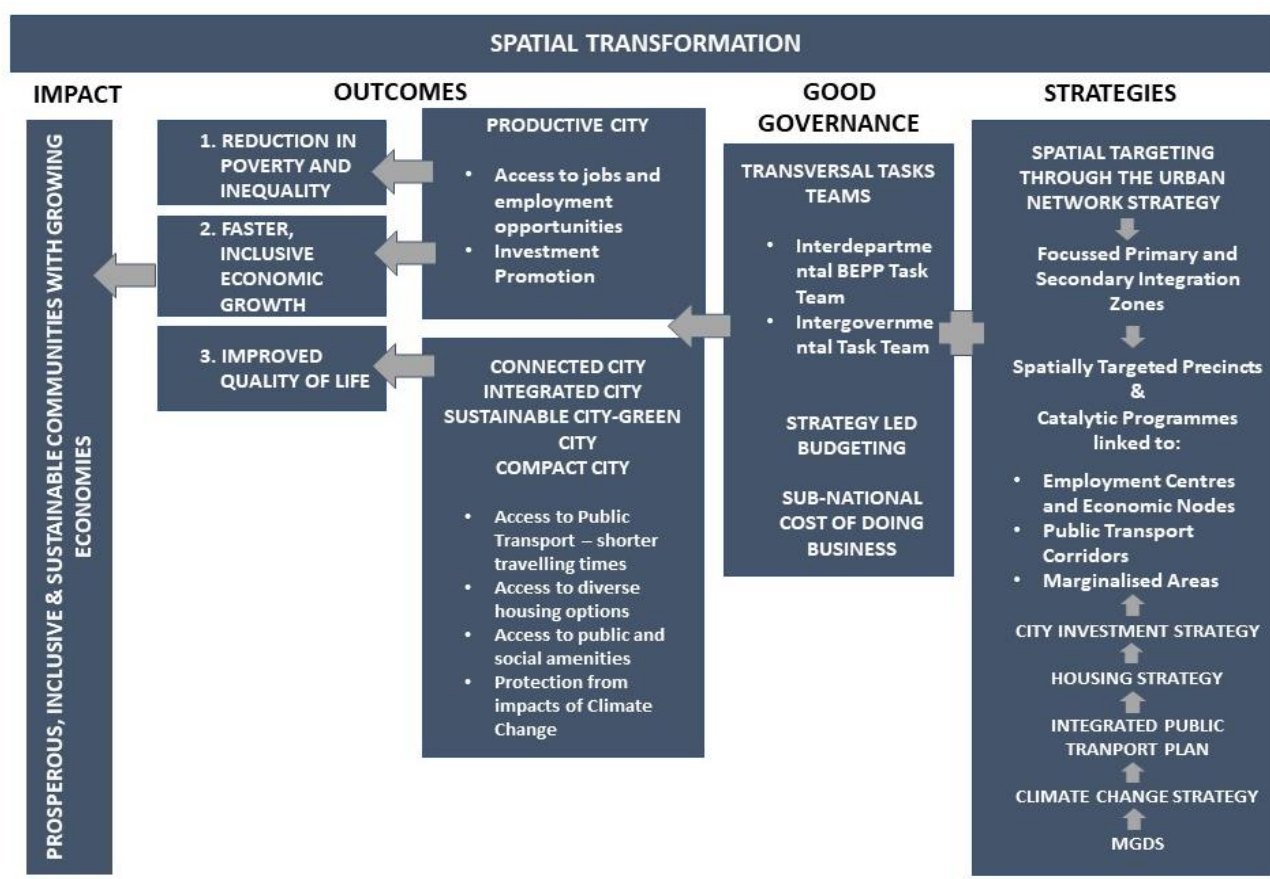 SPATIAL TRANSFORMATION
IMPACT
PROSPEROUS, INCLUSIVE & SUSTAINABLE COMMUNITIES WITH GROWING
ECONOMIES
OUTCOMES
1. REDUCTION IN
POVERTY AND
INEQUALITY
2. FASTER,
INCLUSIVE
ECONOMIC
GROWTH
3. IMPROVED
QUALITY OF LIFE
PRODUCTIVE CITY
• Access to jobs and
employment
opportunities
• Investment
Promotion
CONNECTED CITY
INTEGRATED CITY
SUSTAINABLE CITY-GREEN
CITY
COMPACT CITY
• Access to Public
Transport – shorter
travelling times
• Access to diverse
housing options
• Access to public and
social amenities
• Protection from
impacts of Climate
Change
GOOD
GOVERNANCE
TRANSVERSAL TASKS
TEAMS
• Interdepartme
ntal BEPP Task
Team
• Intergovernme
ntal Task Team
STRATEGY LED
BUDGETING
SUB-NATIONAL
COST OF DOING
BUSINESS
STRATEGIES
SPATIAL TARGETING
THROUGH THE URBAN
NETWORK STRATEGY
Focussed Primary and
Secondary Integration
Zones
Spatially Targeted Precincts
&
Catalytic Programmes
linked to:
• Employment Centres
and Economic Nodes
• Public Transport
Corridors
• Marginalised Areas
CITY INVESTMENT STRATEGY
HOUSING STRATEGY
INTEGRATED PUBLIC
TRANPORT PLAN
CLIMATE CHANGE STRATEGY
MGDS